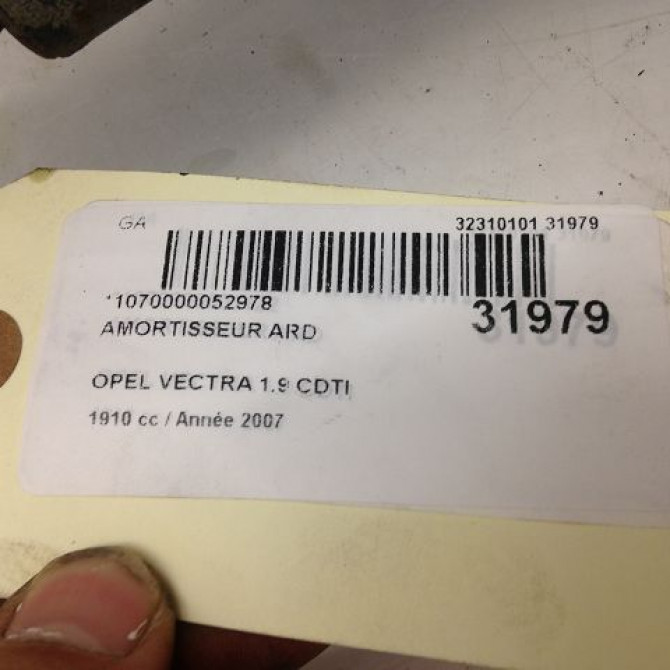 GA 32310101 31979
*1070000052978
31979
AMORTISSEUR ARD
OPEL VECTRA 1.9 CDTI
1910 cc / Année 2007